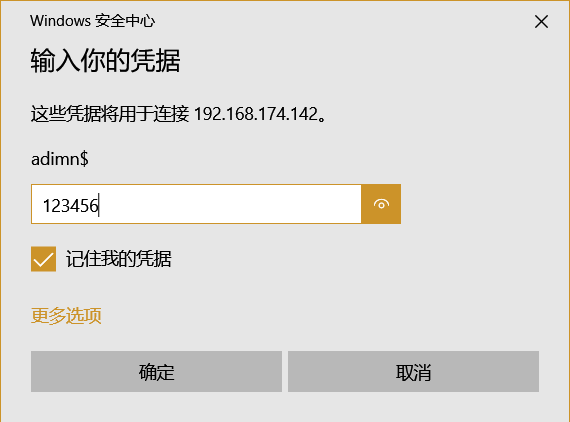 Windows 安全中心
输入你的凭据
这些凭据将用于连接 192.168.174.142。
adimn$
123456
记住我的凭据
更多选项
确定
取消